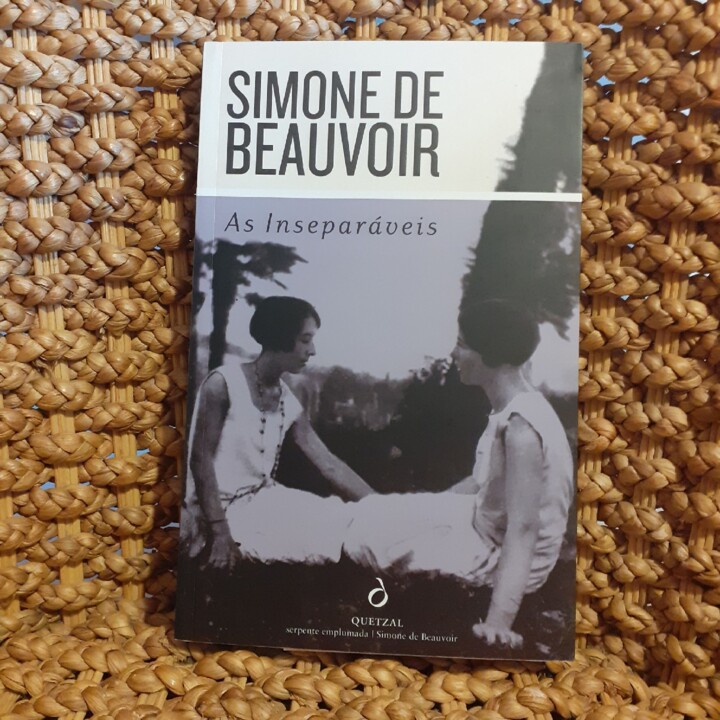 SIMONE DE
BEAUVOIR
As Inseparáveis
QUETZAL
serpente emplumada | Simone de Beauvoir